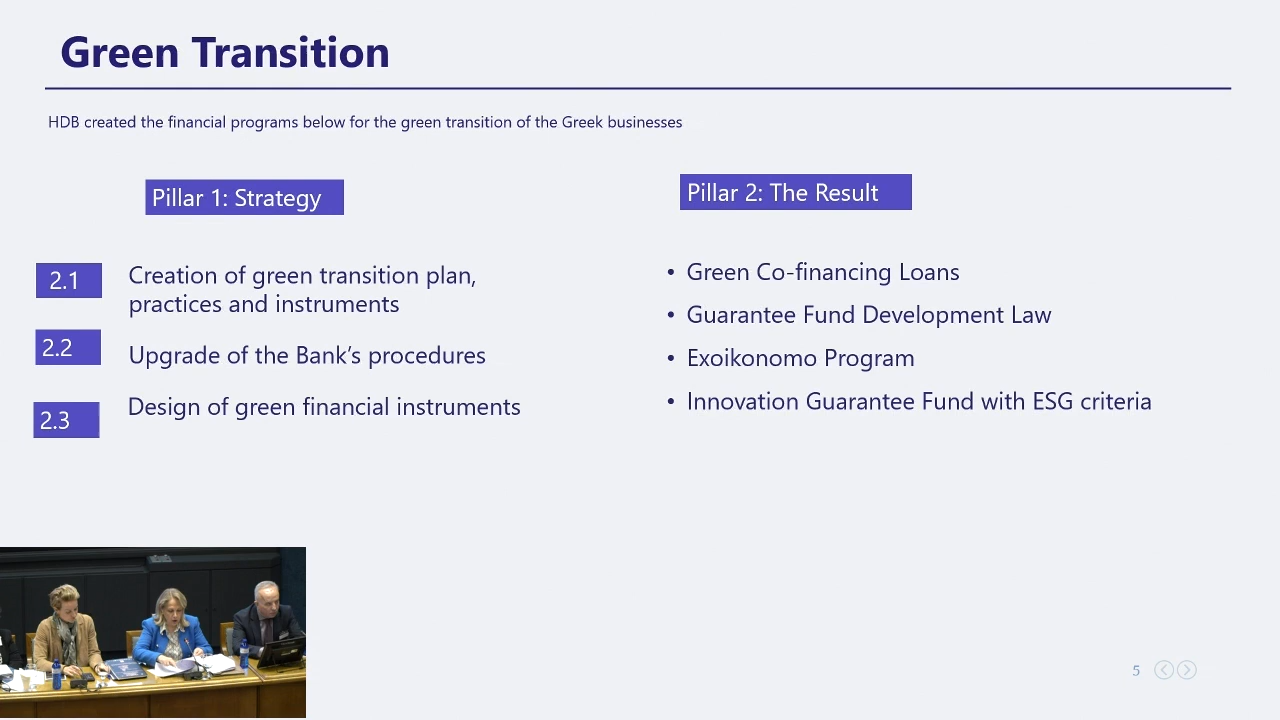 Green Transition
HDB created the financial programs below for the green transition of the Greek businesses
Pillar 1: Strategy
2.1
Creation of green transition plan,
practices and instruments
2.2
Upgrade of the Bank’s procedures
2.3
Design of green financial instruments
Pillar 2: The Result
• Green Co-financing Loans
• Guarantee Fund Development Law
• Exoikonomo Program
• Innovation Guarantee Fund with ESG criteria
5